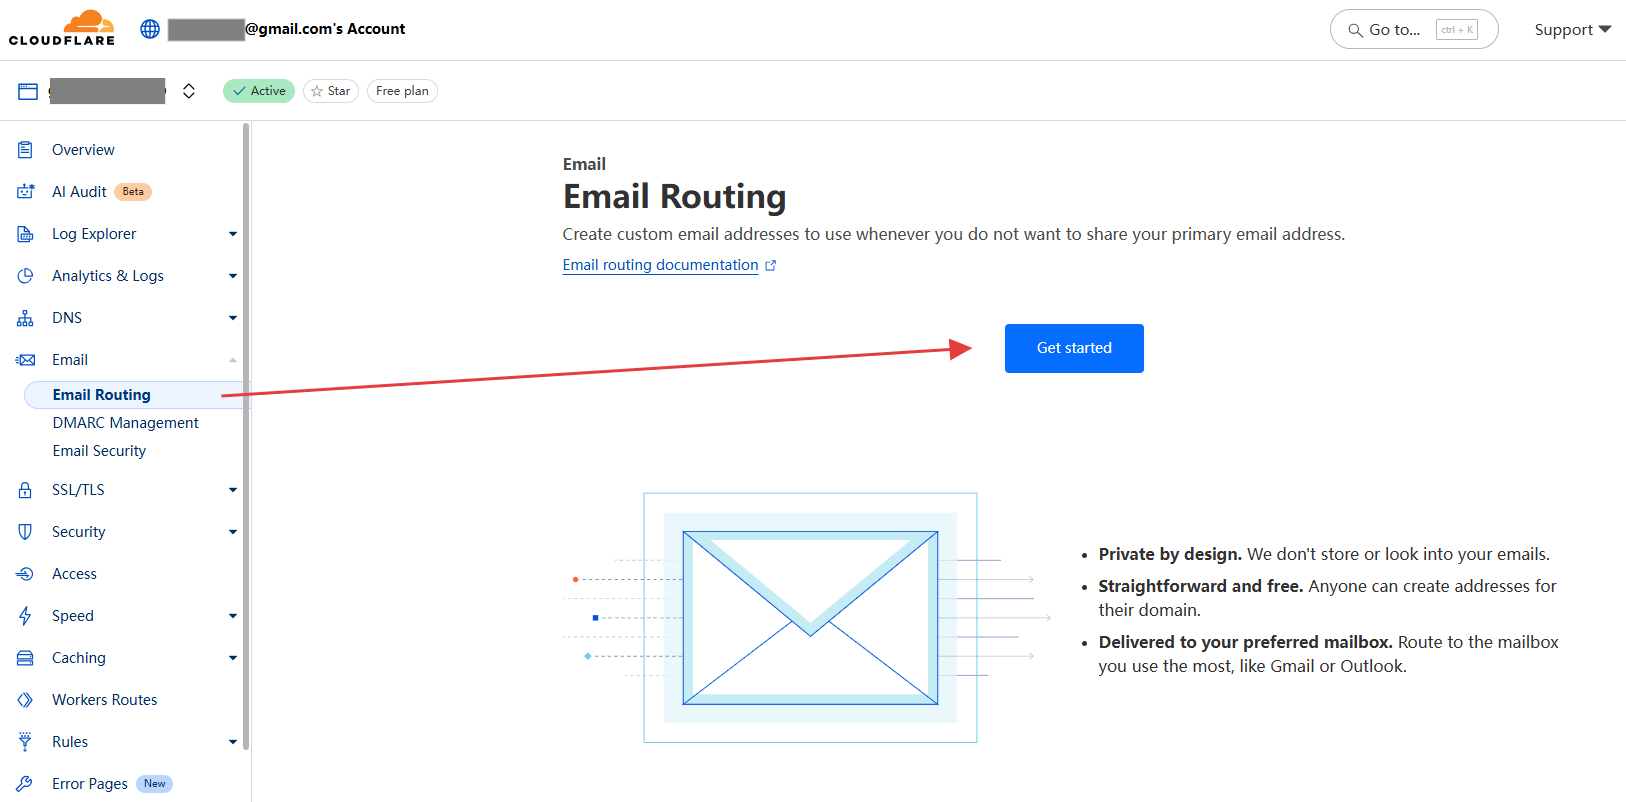 CLOUDFLARE
@gmail.com's Account
Go to...
ctrl + K
Support
Active
Star
Free plan
Overview
AI Audit
Beta
Log Explorer
Analytics & Logs
DNS
Email
Email Routing
DMARC Management
Email Security
SSL/TLS
Security
Access
Speed
Caching
Workers Routes
Rules
Error Pages
New
Email
Email Routing
Create custom email addresses to use whenever you do not want to share your primary email address.
Email routing documentation
Get started
Private by design. We don't store or look into your emails.
Straightforward and free. Anyone can create addresses for
their domain.
Delivered to your preferred mailbox. Route to the mailbox
you use the most, like Gmail or Outlook.